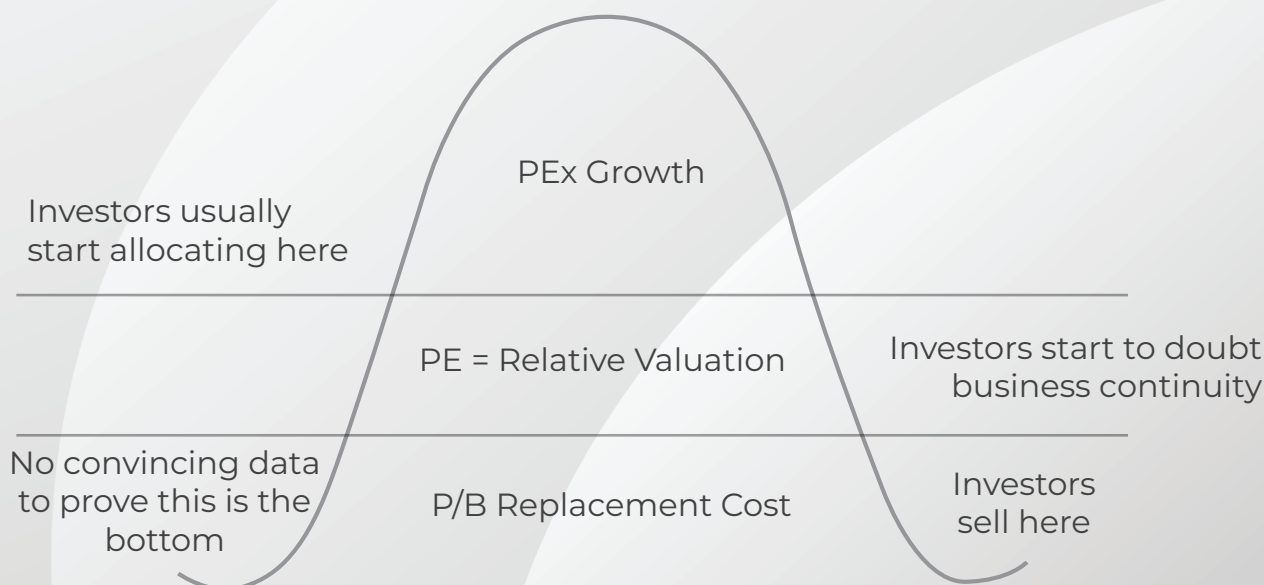 PEx Growth
Investors usually
start allocating here
PE = Relative Valuation
Investors start to doubt
business continuity
No convincing data
to prove this is the
bottom
P/B Replacement Cost
Investors
sell here